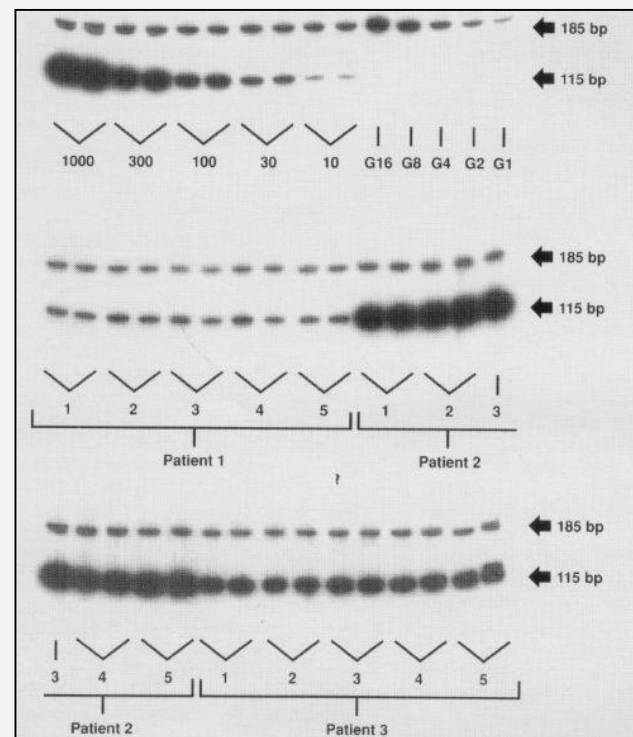 185 bp
115 bp
1000 300 100 30 10 G16 G8 G4 G2 G1
185 bp
115 bp
1 2 3 4 5 1 2 3
Patient 1 Patient 2
185 bp
115 bp
3 4 5 1 2 3 4 5
Patient 2 Patient 3